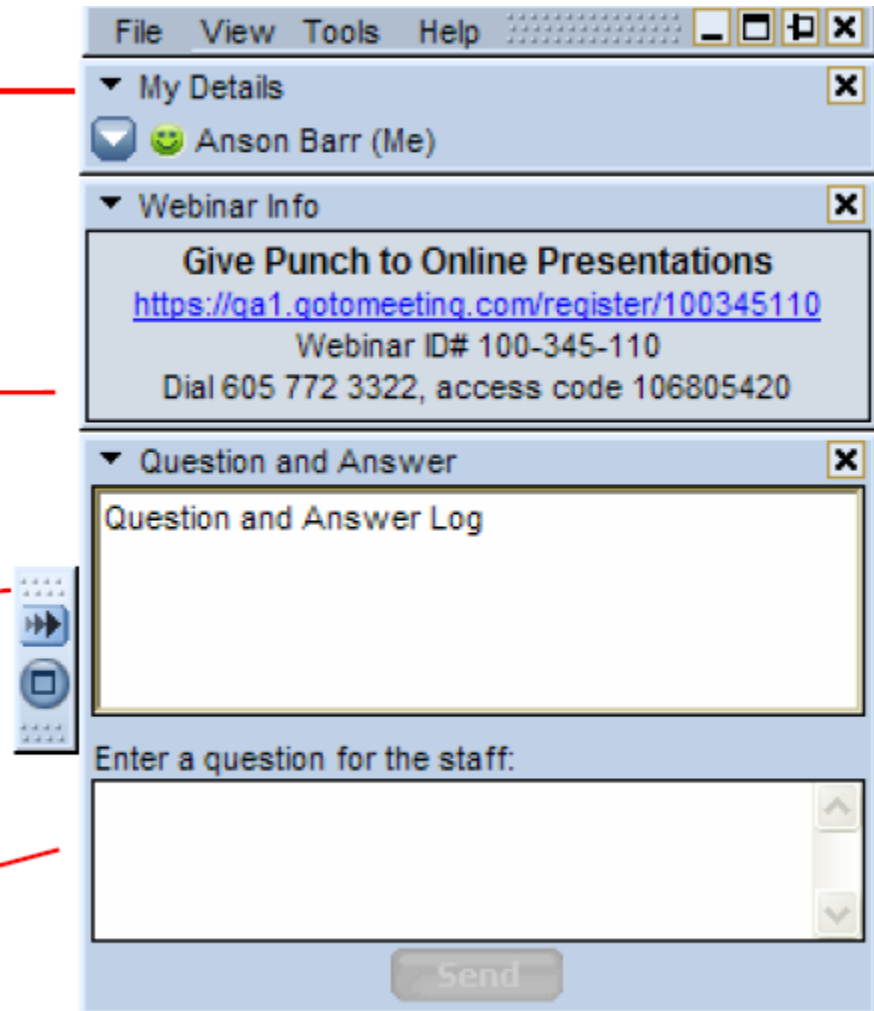 File View Tools Help
My Details
Anson Barr (Me)
Webinar Info
Give Punch to Online Presentations
https://qa1.gotomeeting.com/register/100345110
Webinar ID# 100-345-110
Dial 605 772 3322, access code 106805420
Question and Answer
Question and Answer Log
Enter a question for the staff:
Send